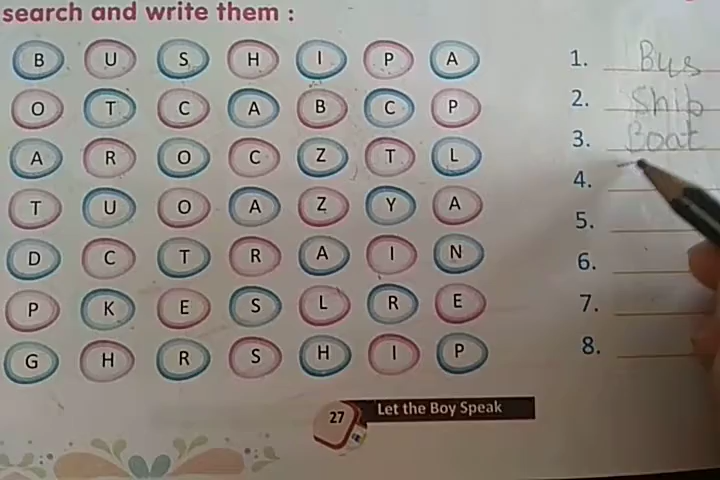 search and write them :
B U S H I P A
O T C A B C P
A R O C Z T L
T U O A Z Y A
D C T R A I N
P K E S L R E
G H R S H I P
1. Bus
2. Ship
3. Boat
4.
5.
6.
7.
8.
27 Let the Boy Speak